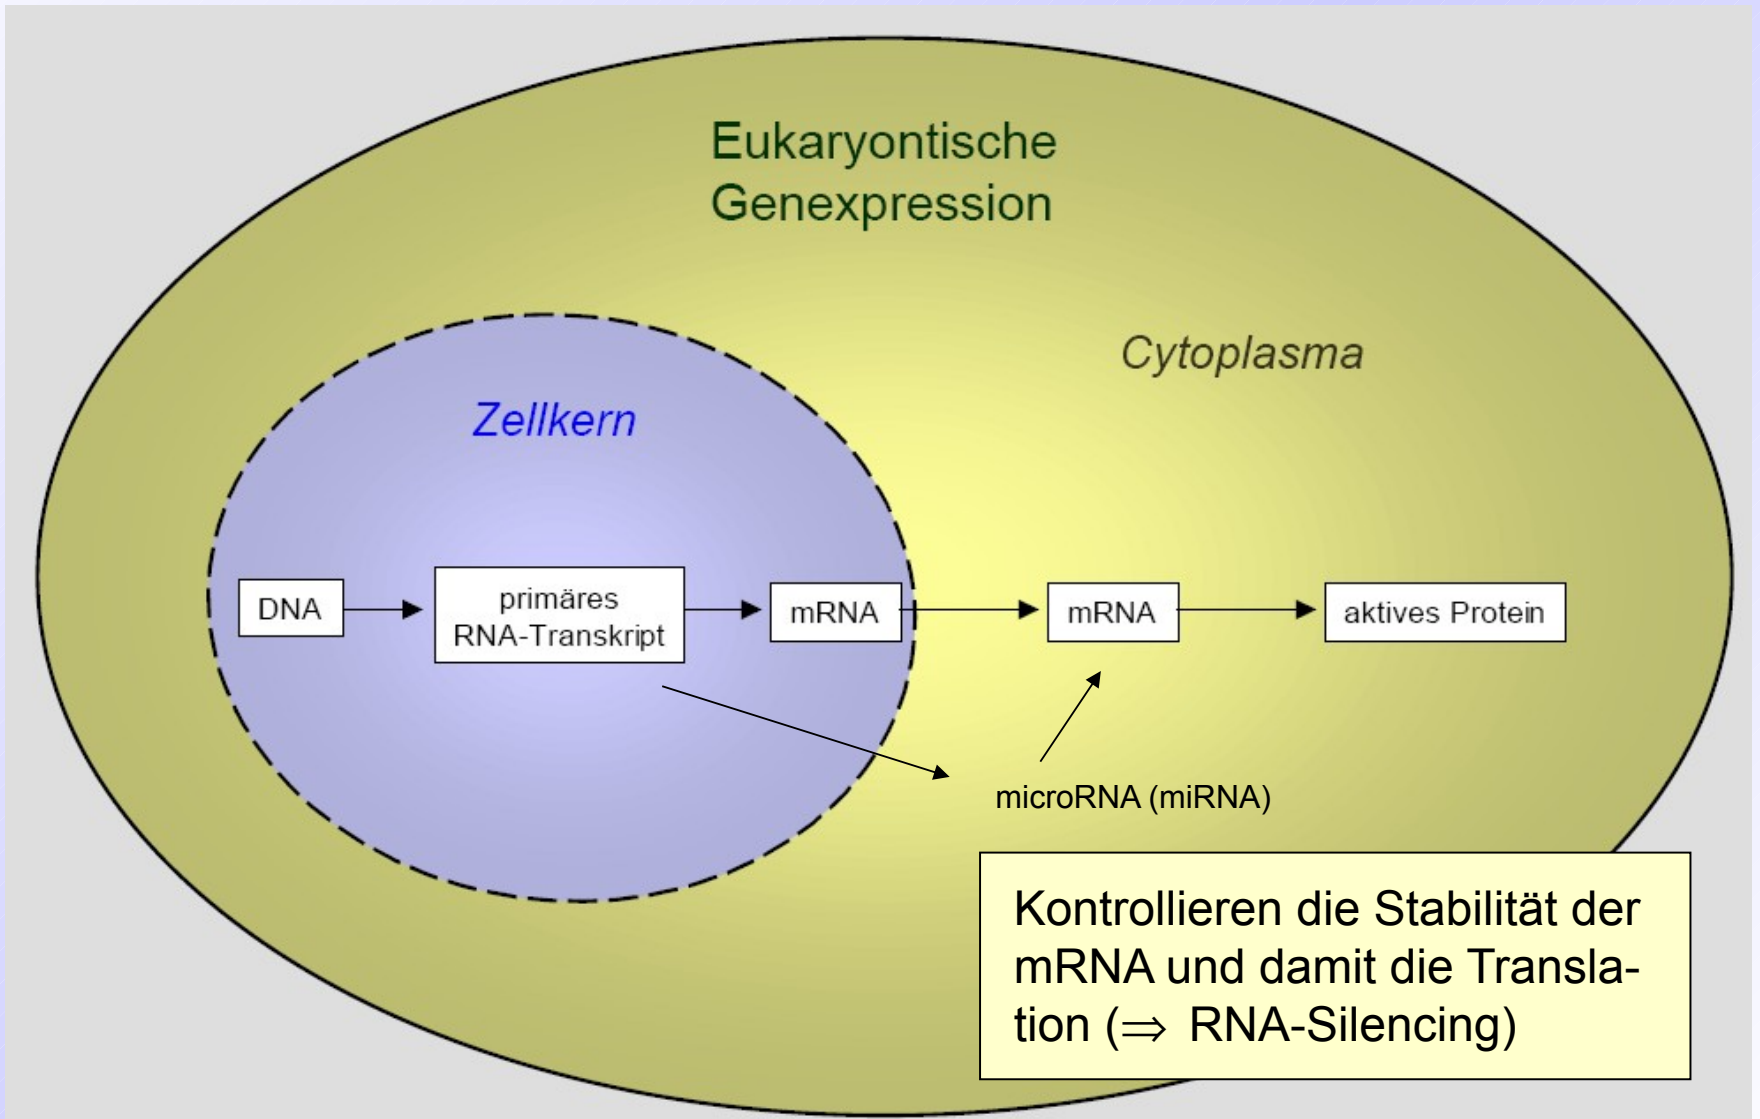 Eukaryontische
Genexpression
Cytoplasma
Zellkern
DNA
primäres
RNA-Transkript
mRNA
mRNA
aktives Protein
microRNA (miRNA)
Kontrollieren die Stabilität der
mRNA und damit die Transla-
tion (⇒ RNA-Silencing)